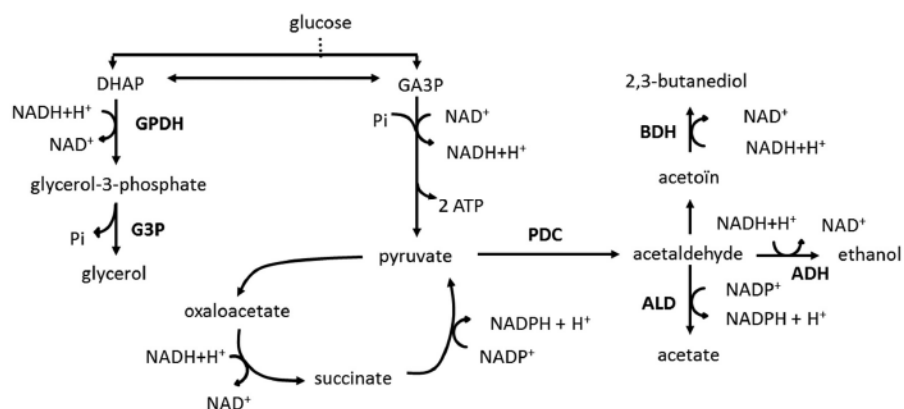 glucose
DHAP
GA3P
2,3-butanediol
NADH+H⁺
GPDH
NAD⁺
Pi
NAD⁺
NADH+H⁺
BDH
NAD⁺
NADH+H⁺
glycerol-3-phosphate
acetoïn
2 ATP
G3P
Pi
glycerol
pyruvate
PDC
acetaldehyde
NADH+H⁺
NAD⁺
ethanol
ADH
ALD
NADP⁺
NADPH + H⁺
acetate
oxaloacetate
NADH+H⁺
NAD⁺
succinate
NADPH + H⁺
NADP⁺